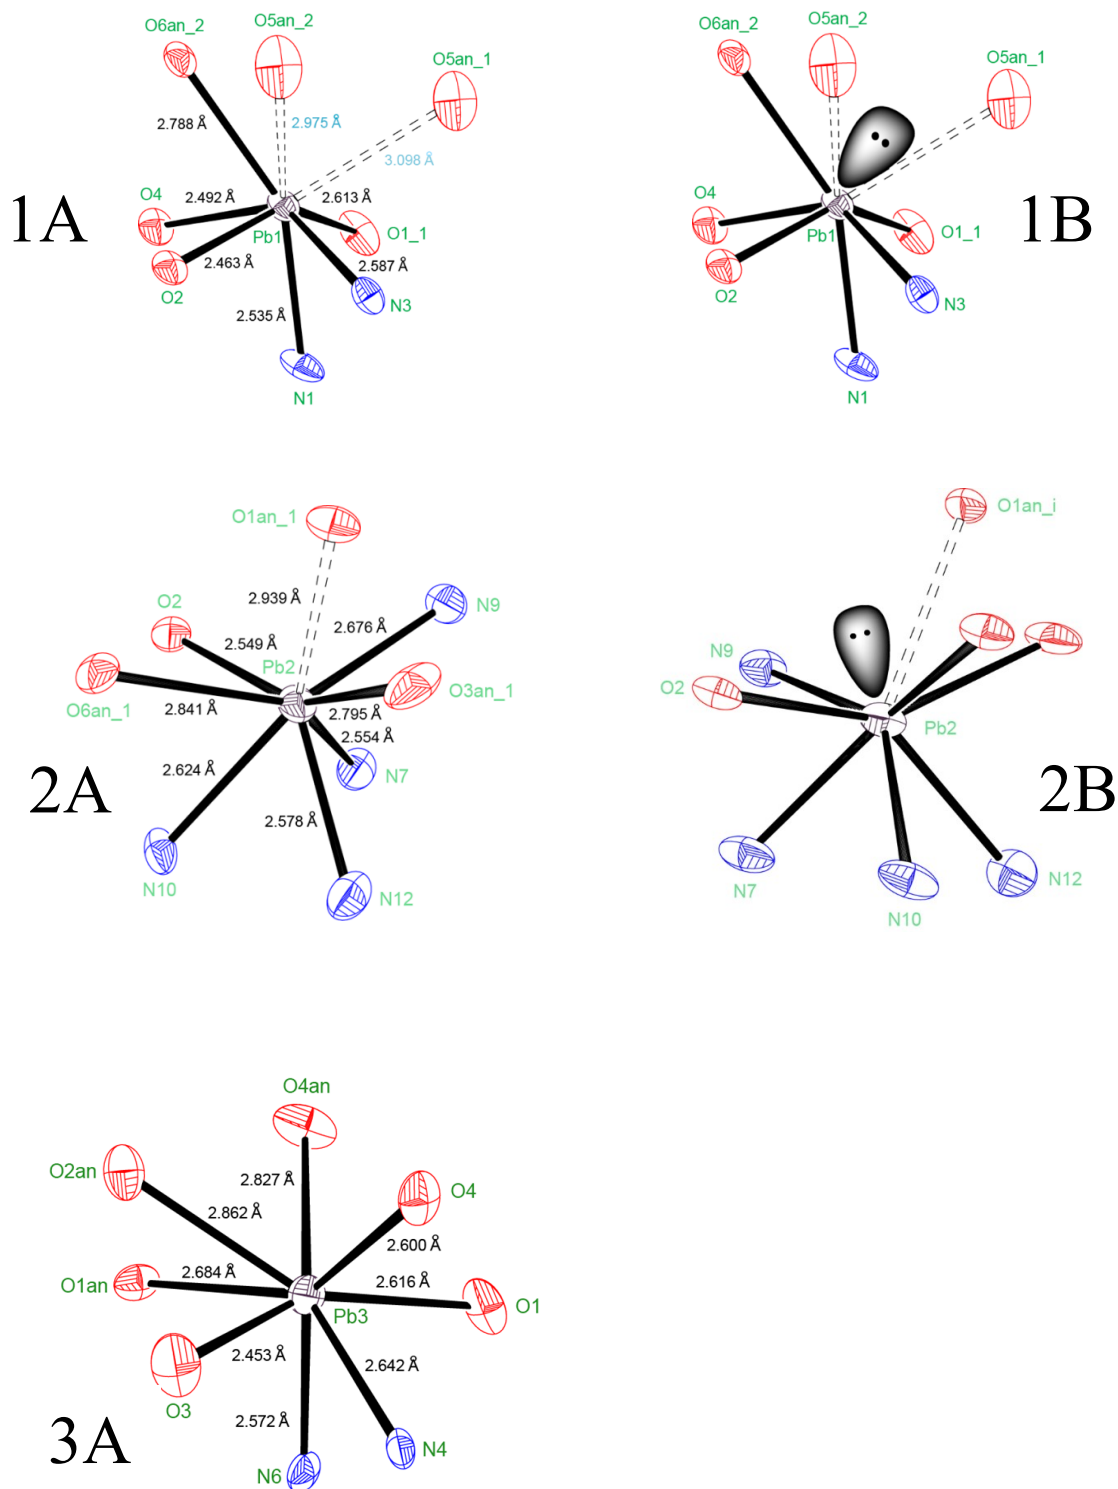 O6an_2
O5an_2
O5an_1
2.788 Å
2.975 Å
3.098 Å
O4
2.492 Å
2.613 Å
1A
Pb1
O1_1
2.463 Å
2.587 Å
O2
N3
2.535 Å
N1
O6an_2
O5an_2
O5an_1
O4
Pb1
O1_1
1B
O2
N3
N1
O1an_1
2.939 Å
O2
N9
2.676 Å
2.549 Å
Pb2
O6an_1
2.841 Å
O3an_1
2.795 Å
2.554 Å
2.624 Å
N7
2A
2.578 Å
N10
N12
O1an_i
N9
O2
Pb2
2B
N7
N10
N12
O4an
O2an
2.827 Å
O4
2.862 Å
2.600 Å
O1an
2.684 Å
2.616 Å
O1
Pb3
2.453 Å
2.642 Å
O3
2.572 Å
3A
N4
N6